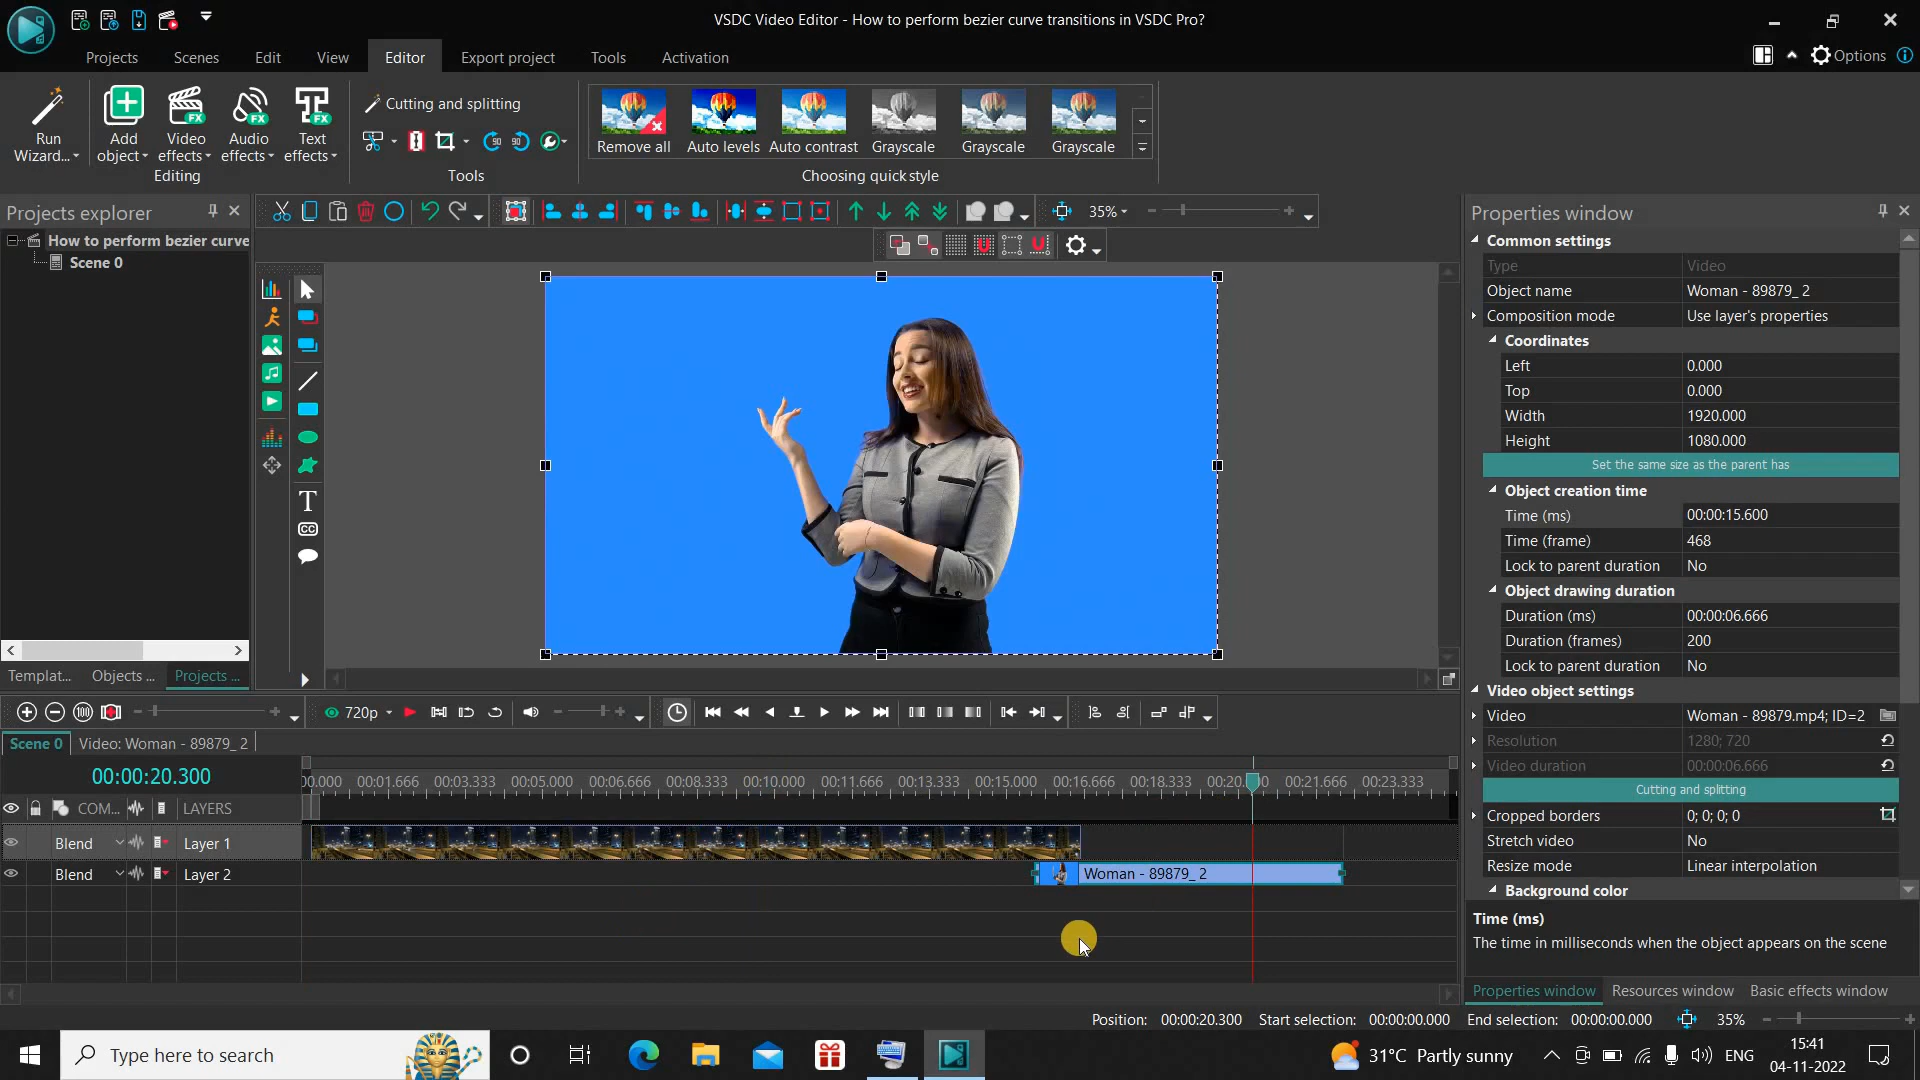 VSDC Video Editor - How to perform bezier curve transitions in VSDC Pro?
Projects Scenes Edit View Editor Export project Tools Activation Options
Run Wizard...
Add object
Video effects
Audio effects
Text effects
Editing
Cutting and splitting
Tools
Remove all Auto levels Auto contrast Grayscale Grayscale Grayscale
Choosing quick style
Projects explorer
How to perform bezier curve
Scene 0
Templat... Objects ... Projects ...
35%
CC
Properties window
Common settings
Type Video
Object name Woman - 89879_ 2
Composition mode Use layer's properties
Coordinates
Left 0.000
Top 0.000
Width 1920.000
Height 1080.000
Set the same size as the parent has
Object creation time
Time (ms) 00:00:15.600
Time (frame) 468
Lock to parent duration No
Object drawing duration
Duration (ms) 00:00:06.666
Duration (frames) 200
Lock to parent duration No
Video object settings
Video Woman - 89879.mp4; ID=2
Resolution 1280; 720
Video duration 00:00:06.666
Cutting and splitting
Cropped borders 0; 0; 0; 0
Stretch video No
Resize mode Linear interpolation
Background color
Time (ms)
The time in milliseconds when the object appears on the scene
Properties window Resources window Basic effects window
720p
Scene 0 Video: Woman - 89879_ 2
00:00:20.300
00:01.666 00:03.333 00:05.000 00:06.666 00:08.333 00:10.000 00:11.666 00:13.333 00:15.000 00:16.666 00:18.333 00:21.666 00:23.333
COM... LAYERS
Blend Layer 1
Blend Layer 2
Woman - 89879_ 2
Position: 00:00:20.300 Start selection: 00:00:00.000 End selection: 00:00:00.000 35%
Type here to search
31°C Partly sunny
ENG
15:41
04-11-2022